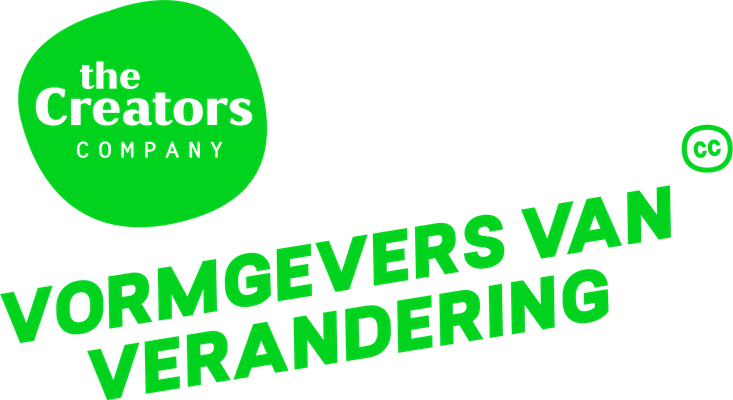 the
Creators
COMPANY
CC
VORMGEVERS VAN
VERANDERING